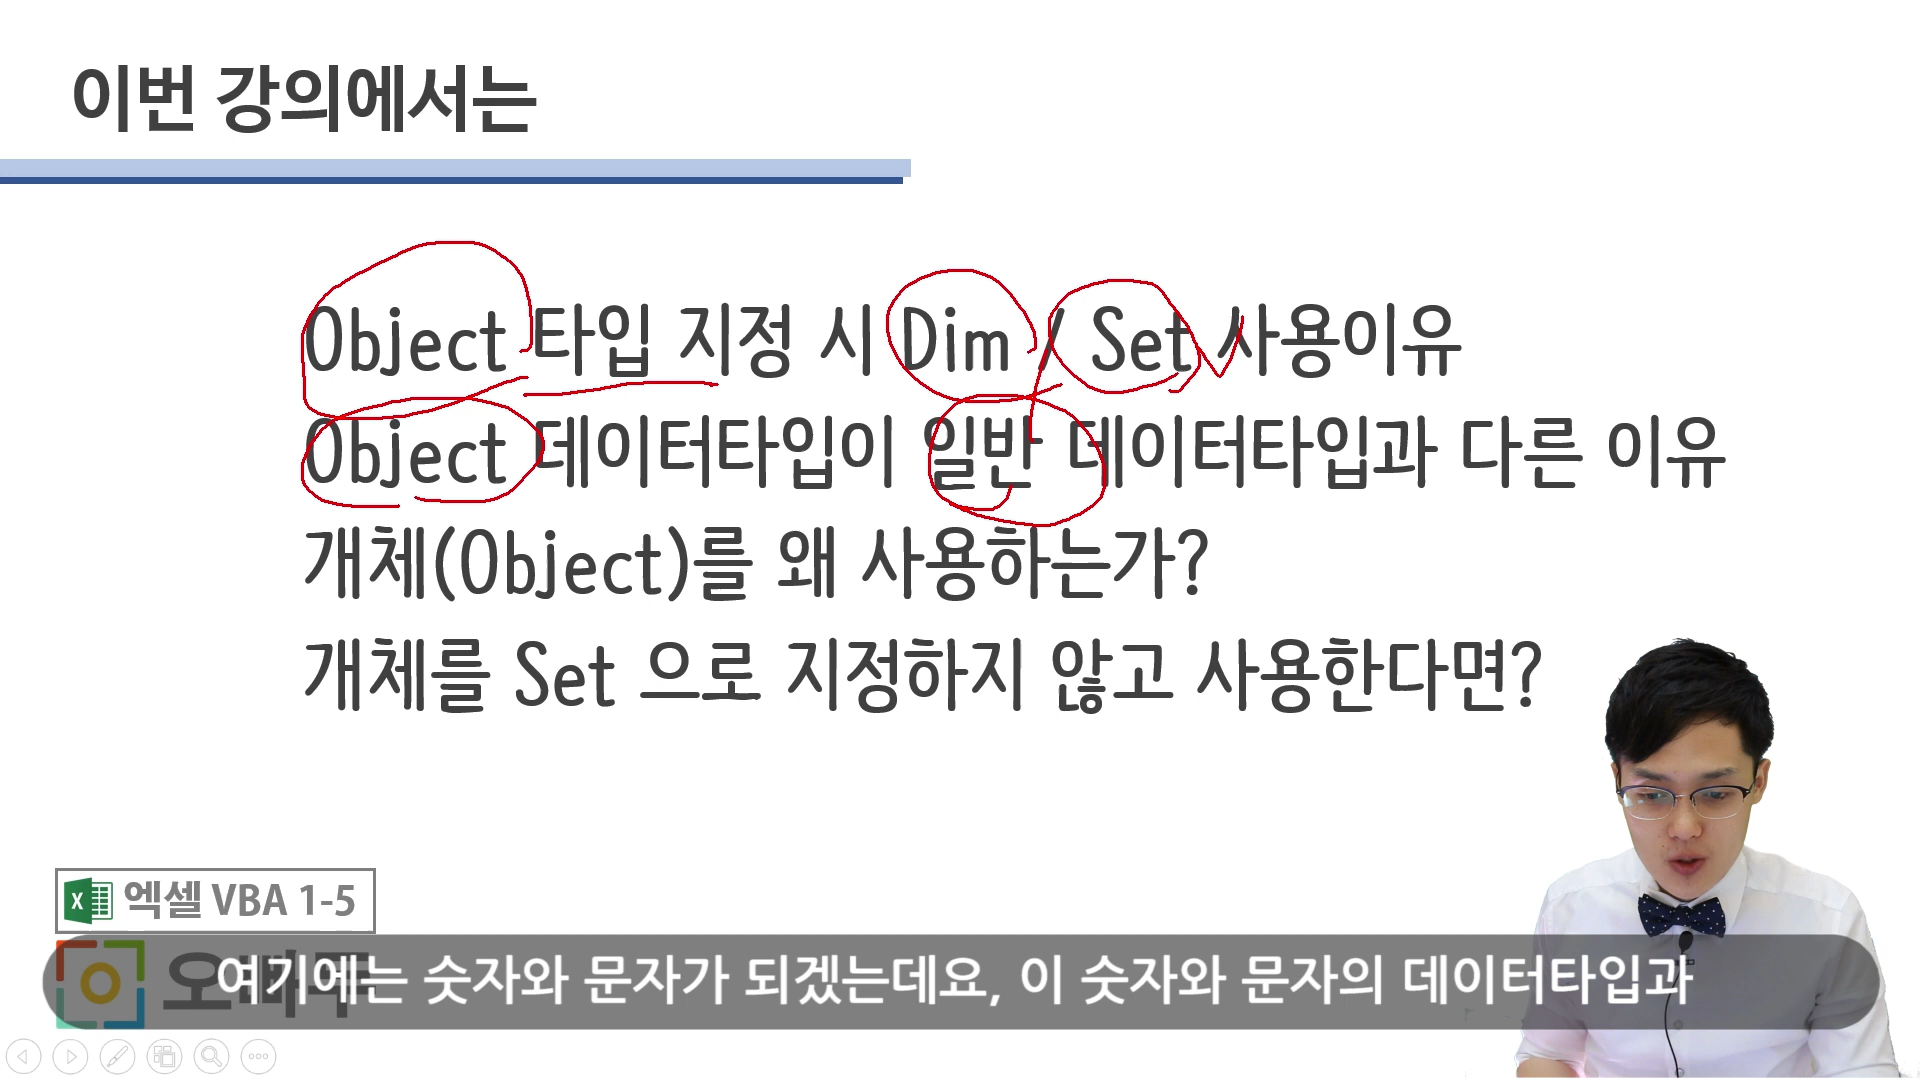 이번 강의에서는
Object 타입 지정 시 Dim / Set 사용이유
Object 데이터타입이 일반 데이터타입과 다른 이유
개체(Object)를 왜 사용하는가?
개체를 Set 으로 지정하지 않고 사용한다면?
엑셀 VBA 1-5
여기에는 숫자와 문자가 되겠는데요, 이 숫자와 문자의 데이터타입과